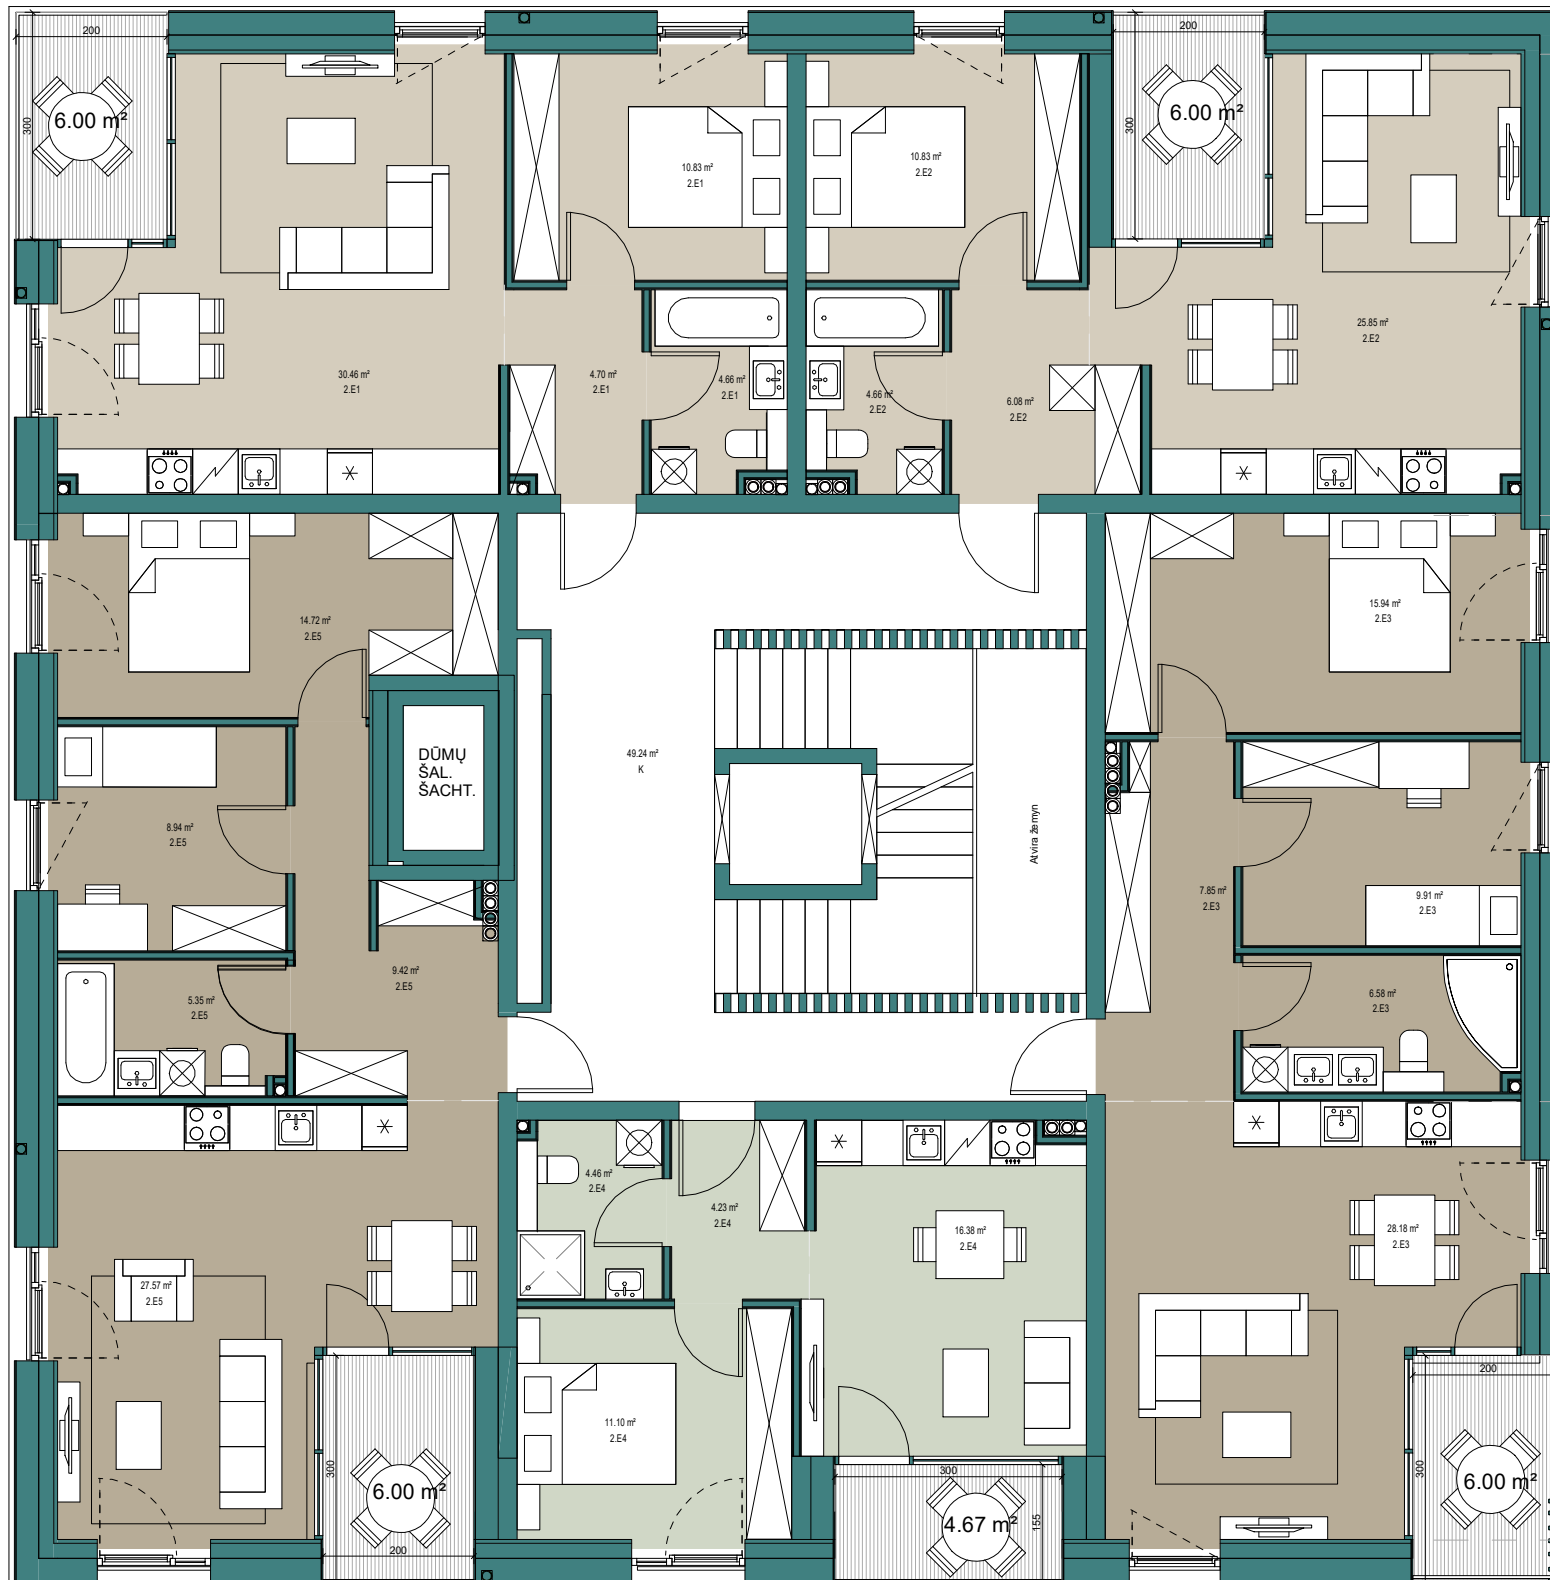 200
200
300
6.00 m²
300
6.00 m²
10.83 m²
2.E1
10.83 m²
2.E2
30.46 m²
2.E1
4.70 m²
2.E1
4.66 m²
2.E1
4.66 m²
2.E2
6.08 m²
2.E2
25.85 m²
2.E2
14.72 m²
2.E5
15.94 m²
2.E3
DŪMŲ
ŠAL.
ŠACHT.
49.24 m²
K
Atvira žemyn
8.94 m²
2.E5
7.85 m²
2.E3
9.91 m²
2.E3
9.42 m²
2.E5
5.35 m²
2.E5
6.58 m²
2.E3
4.46 m²
2.E4
4.23 m²
2.E4
16.38 m²
2.E4
28.18 m²
2.E3
27.57 m²
2.E5
11.10 m²
2.E4
300
6.00 m²
200
300
155
4.67 m²
200
300
6.00 m²